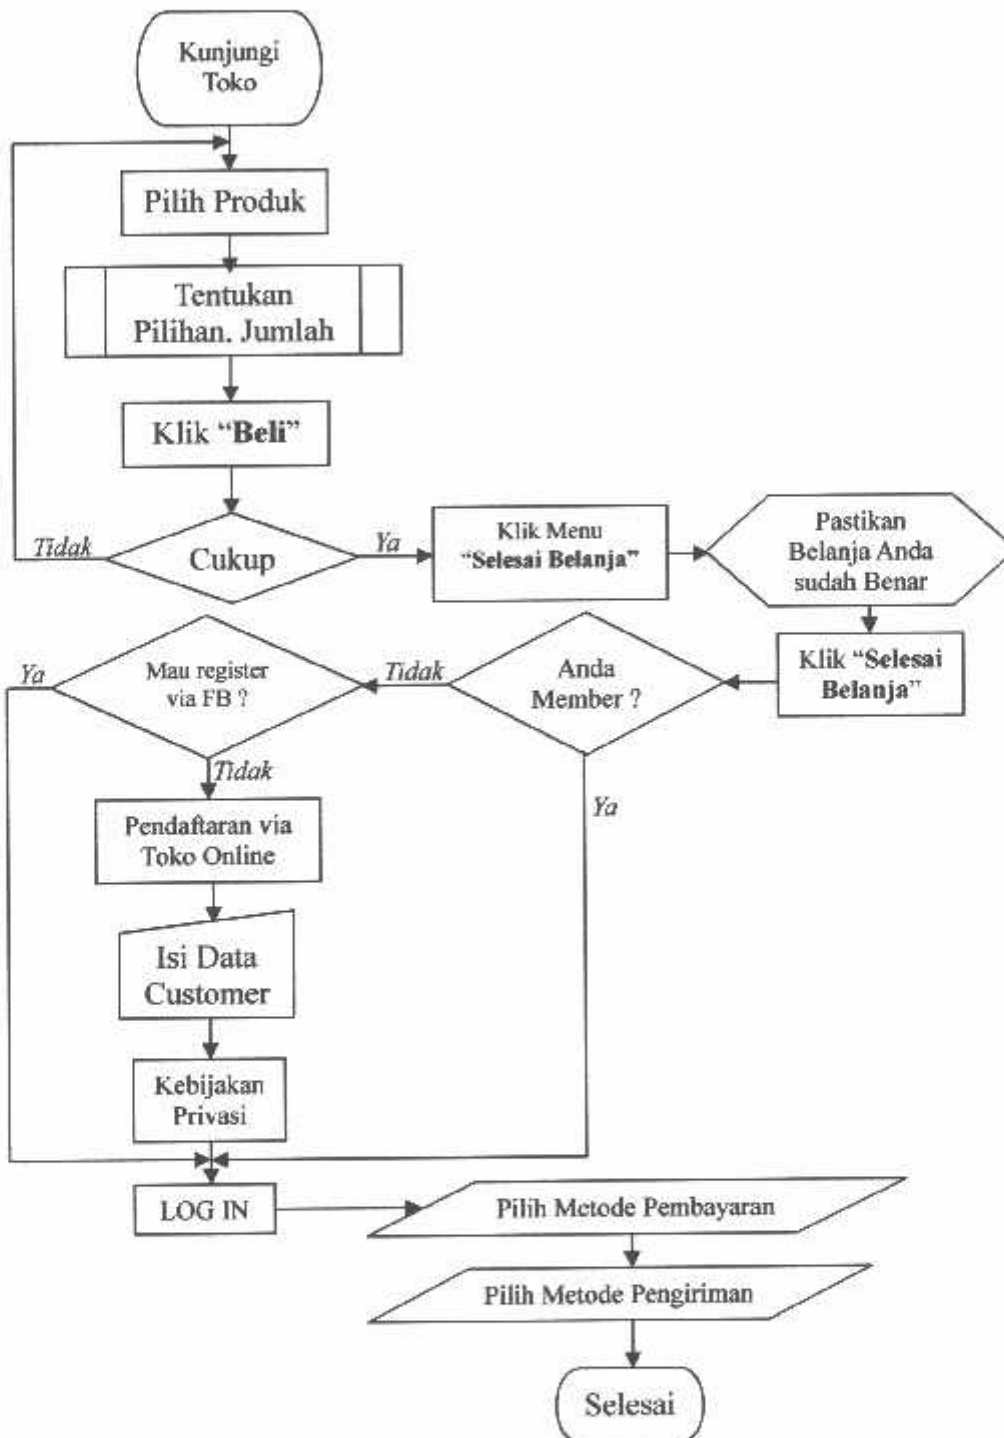 Kunjungi
Toko
Pilih Produk
Tentukan
Pilihan. Jumlah
Klik “Beli”
Tidak
Cukup
Ya
Klik Menu
“Selesai Belanja”
Pastikan
Belanja Anda
sudah Benar
Klik “Selesai
Belanja”
Anda
Member ?
Tidak
Mau register
via FB ?
Ya
Tidak
Ya
Pendaftaran via
Toko Online
Isi Data
Customer
Kebijakan
Privasi
LOG IN
Pilih Metode Pembayaran
Pilih Metode Pengiriman
Selesai